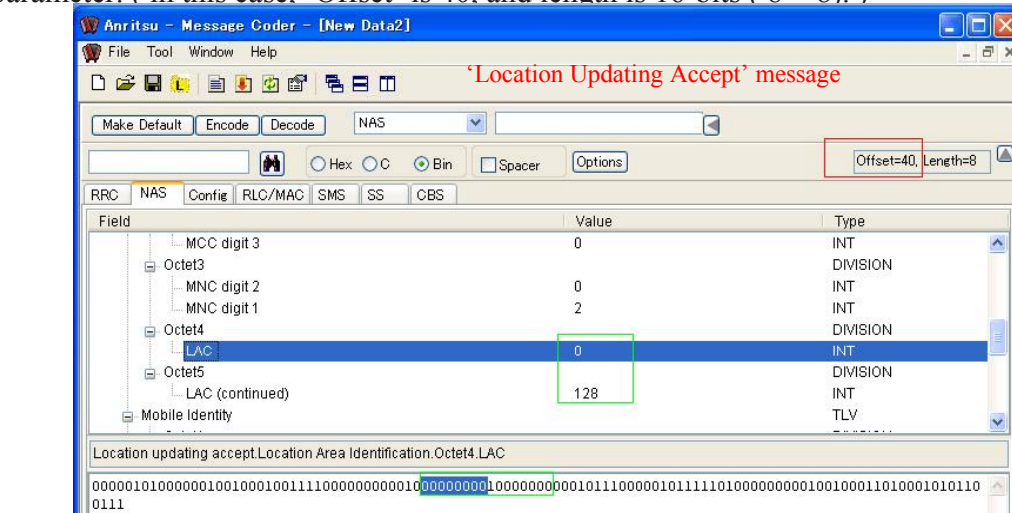 parameter. ( in this case, 'Offset' is 40, and length is 16 bits ( 8 + 8). )
Anritsu - Message Coder - [New Data2]
File Tool Window Help
'Location Updating Accept' message
Make Default Encode Decode NAS
Hex C Bin Spacer Options Offset=40, Length=8
RRC NAS Config RLC/MAC SMS SS CBS
Field Value Type
MCC digit 3 0 INT
Octet3 DIVISION
MNC digit 2 0 INT
MNC digit 1 2 INT
Octet4 DIVISION
LAC 0 INT
Octet5 DIVISION
LAC (continued) 128 INT
Mobile Identity TLV
Location updating accept.Location Area Identification.Octet4.LAC
000001010000001001000100111100000000001000000000100000000001011100000101111101000000000100100011010001010110
0111